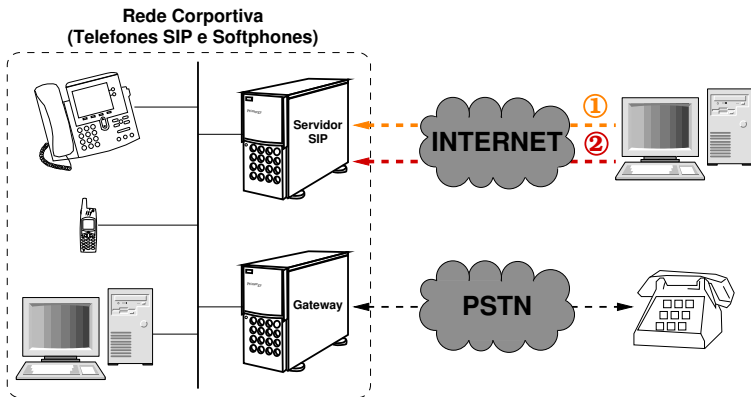 Rede Corportiva
(Telefones SIP e Softphones)
Servidor
SIP
INTERNET
①
②
Gateway
PSTN